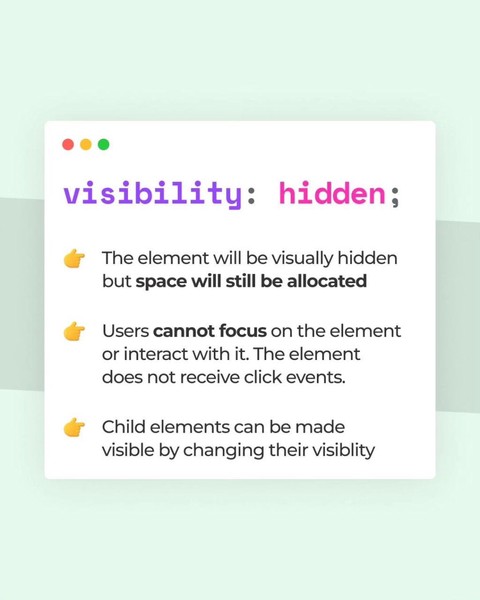 visibility: hidden;
The element will be visually hidden
but space will still be allocated
Users cannot focus on the element
or interact with it. The element
does not receive click events.
Child elements can be made
visible by changing their visiblity